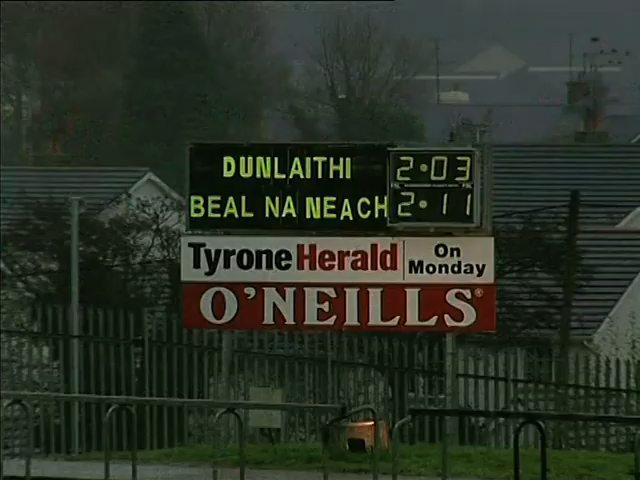 DUNLAITHI 2·03
BEAL NA NEACH 2·11
Tyrone Herald On Monday
O'NEILLS®